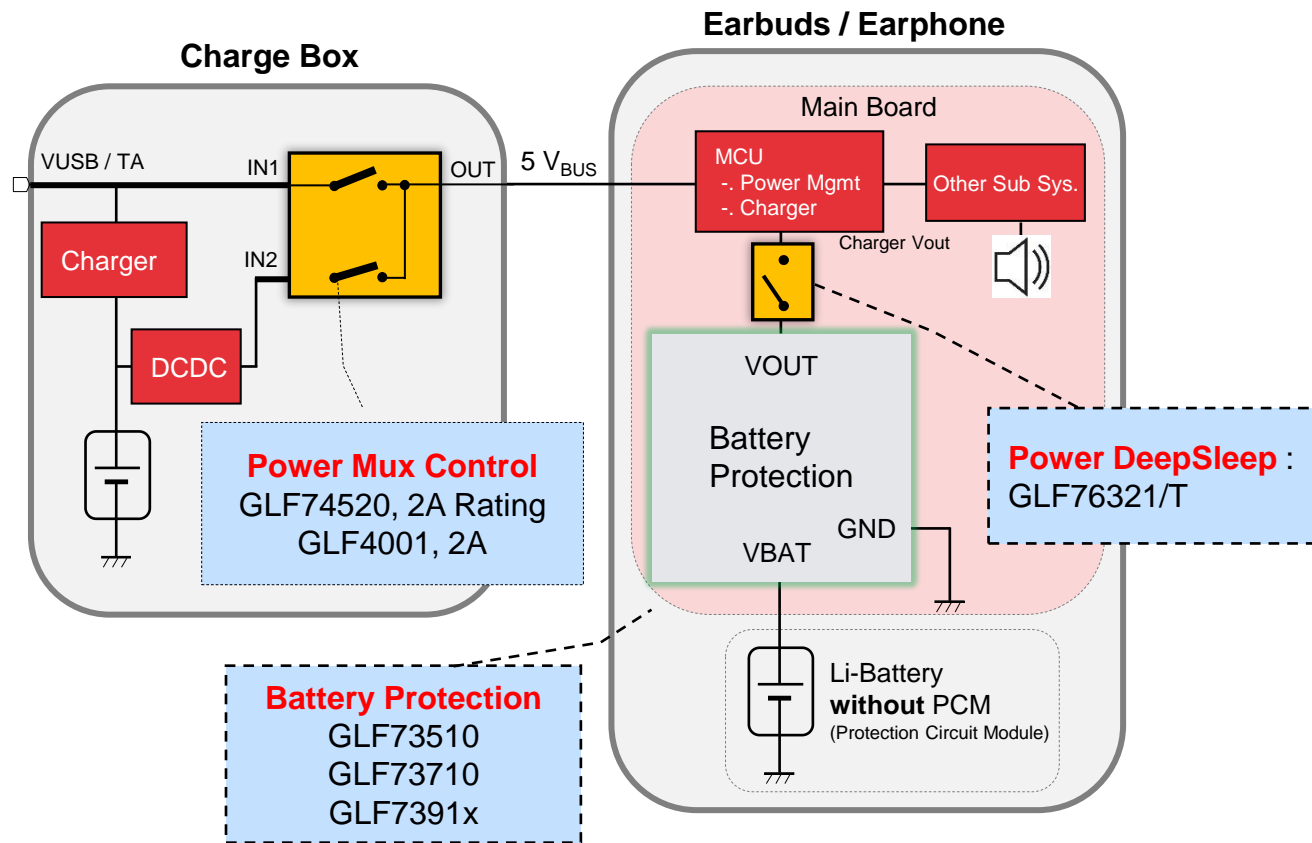 Earbuds / Earphone
Charge Box
Main Board
VUSB / TA
IN1
OUT
5 VBUS
MCU
-. Power Mgmt
-. Charger
Other Sub Sys.
Charger Vout
Charger
IN2
DCDC
VOUT
Battery
Protection
GND
VBAT
Power Mux Control
GLF74520, 2A Rating
GLF4001, 2A
Power DeepSleep :
GLF76321/T
Battery Protection
GLF73510
GLF73710
GLF7391x
Li-Battery
without PCM
(Protection Circuit Module)